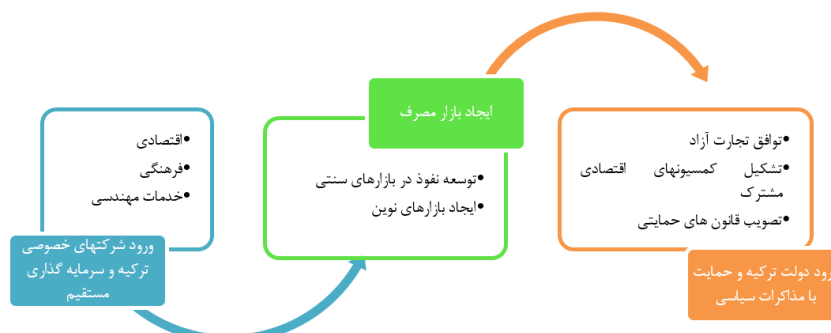 •اقتصادی
•فرهنگی
•خدمات مهندسی
ورود شرکتهای خصوصی
ترکیه و سرمایه گذاری
مستقیم
ایجاد بازار مصرف
•توسعه نفوذ در بازارهای سنتی
•ایجاد بازارهای نوین
•توافق تجارت آزاد
•تشکیل کمسیونهای اقتصادی
مشترک
•تصویب قانون های حمایتی
ورود دولت ترکیه و حمایت
با مذاکرات سیاسی